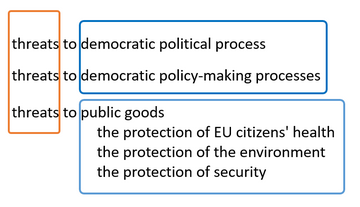 threats to democratic political process
threats to democratic policy-making processes
threats to public goods
the protection of EU citizens' health
the protection of the environment
the protection of security